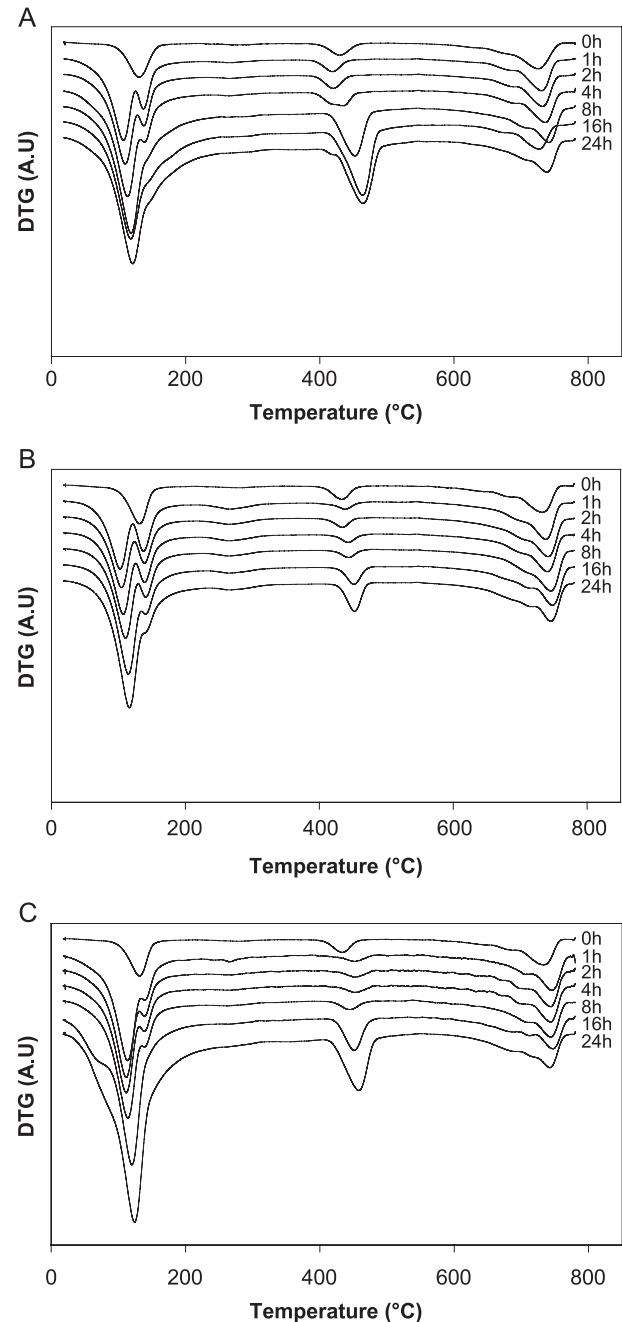 A
0h
1h
2h
4h
8h
16h
24h
DTG (A.U)
0 200 400 600 800
Temperature (°C)
B
0h
1h
2h
4h
8h
16h
24h
DTG (A.U)
0 200 400 600 800
Temperature (°C)
C
0h
1h
2h
4h
8h
16h
24h
DTG (A.U)
0 200 400 600 800
Temperature (°C)